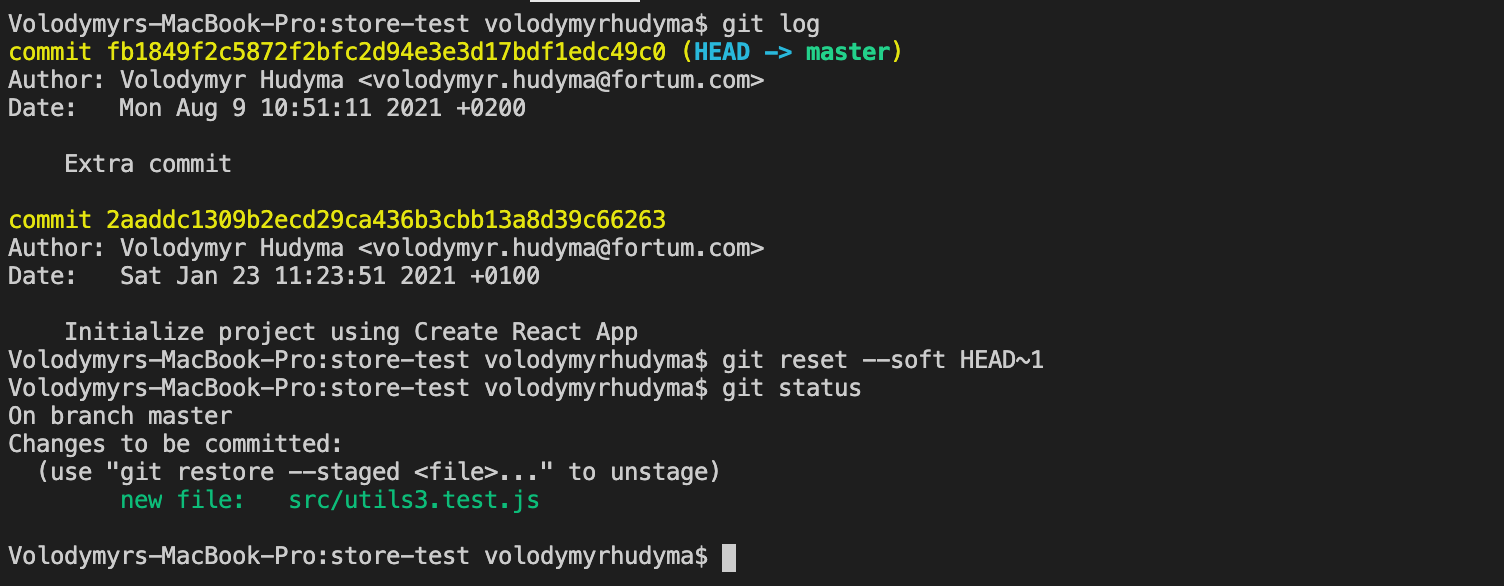 Volodymyrs-MacBook-Pro:store-test volodymyrhudyma$ git log
commit fb1849f2c5872f2bfc2d94e3e3d17bdf1edc49c0 (HEAD -> master)
Author: Volodymyr Hudyma <volodymyr.hudyma@fortum.com>
Date:   Mon Aug 9 10:51:11 2021 +0200
    Extra commit
commit 2aaddc1309b2ecd29ca436b3cbb13a8d39c66263
Author: Volodymyr Hudyma <volodymyr.hudyma@fortum.com>
Date:   Sat Jan 23 11:23:51 2021 +0100
    Initialize project using Create React App
Volodymyrs-MacBook-Pro:store-test volodymyrhudyma$ git reset --soft HEAD~1
Volodymyrs-MacBook-Pro:store-test volodymyrhudyma$ git status
On branch master
Changes to be committed:
  (use "git restore --staged <file>..." to unstage)
        new file:   src/utils3.test.js
Volodymyrs-MacBook-Pro:store-test volodymyrhudyma$